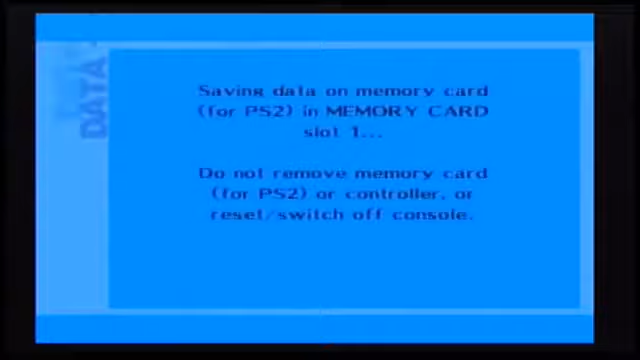 DATA
Saving data on memory card
(for PS2) in MEMORY CARD
slot 1...
Do not remove memory card
(for PS2) or controller, or
reset/switch off console.